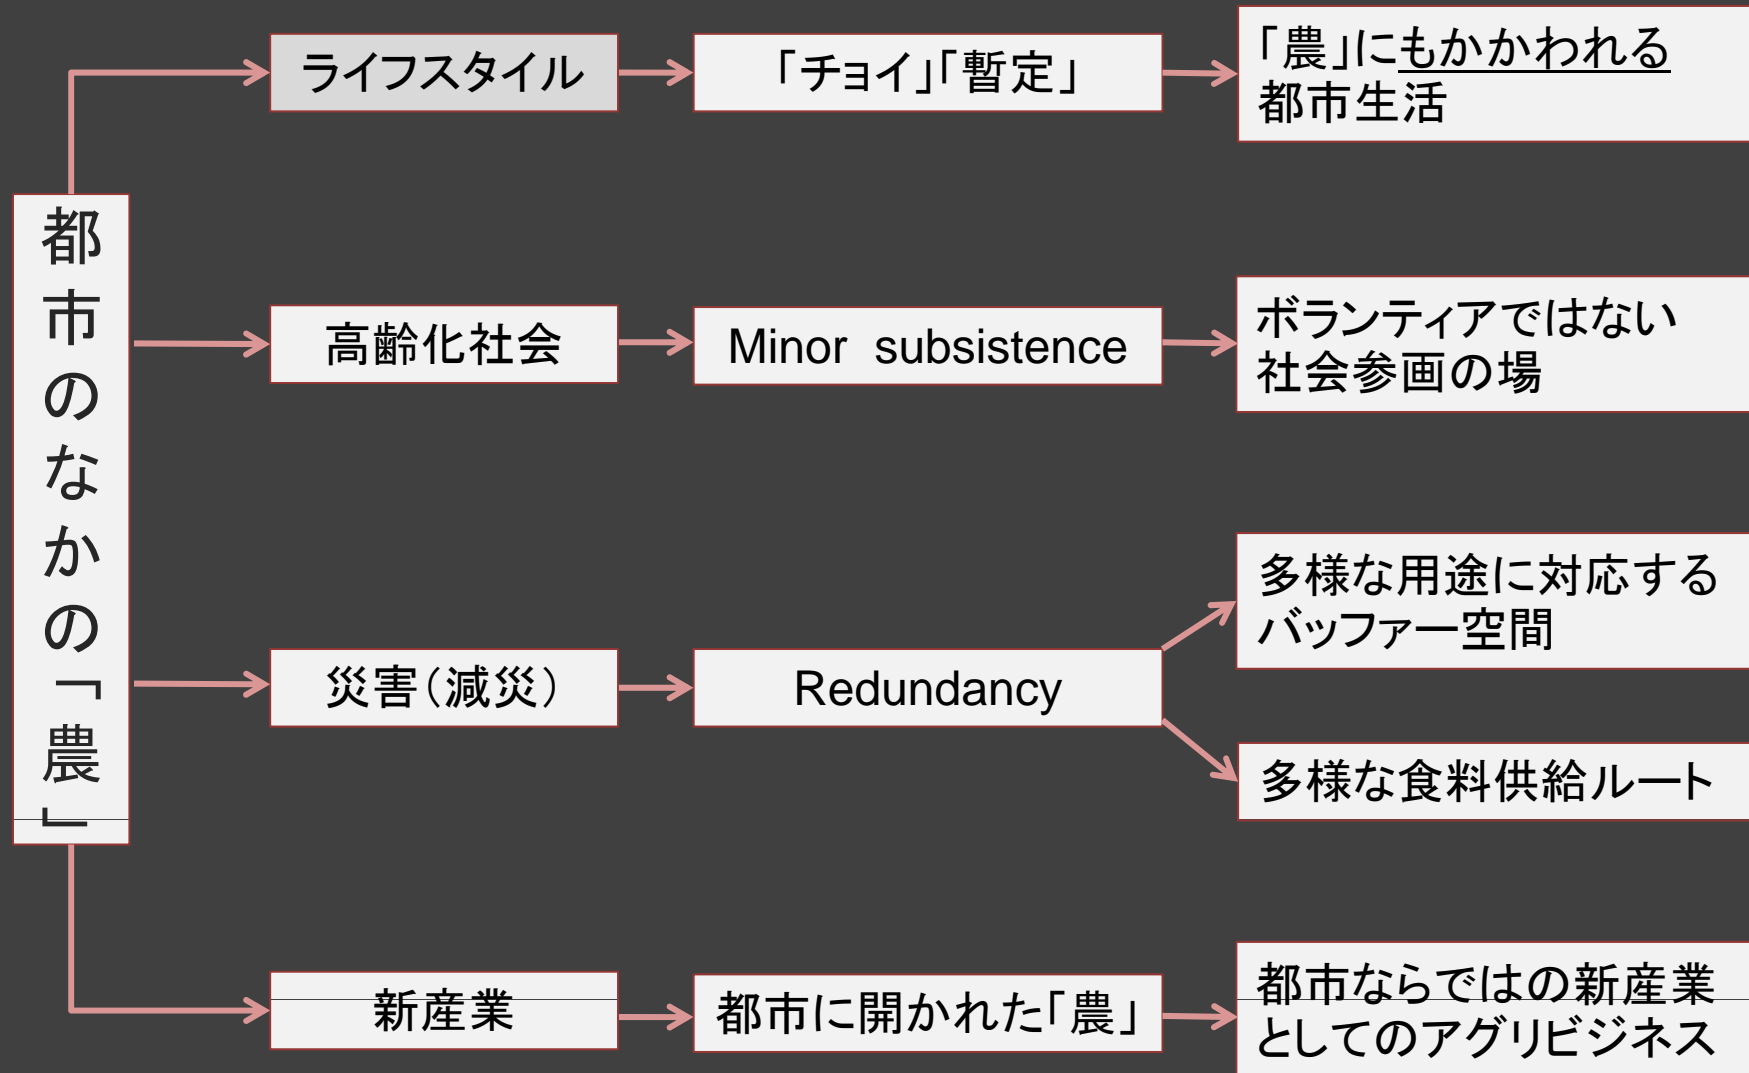 都市のなかの「農」
ライフスタイル
「チョイ」「暫定」
「農」にもかかわれる
都市生活
高齢化社会
Minor subsistence
ボランティアではない
社会参画の場
災害（減災）
Redundancy
多様な用途に対応する
バッファー空間
多様な食料供給ルート
新産業
都市に開かれた「農」
都市ならではの新産業
としてのアグリビジネス